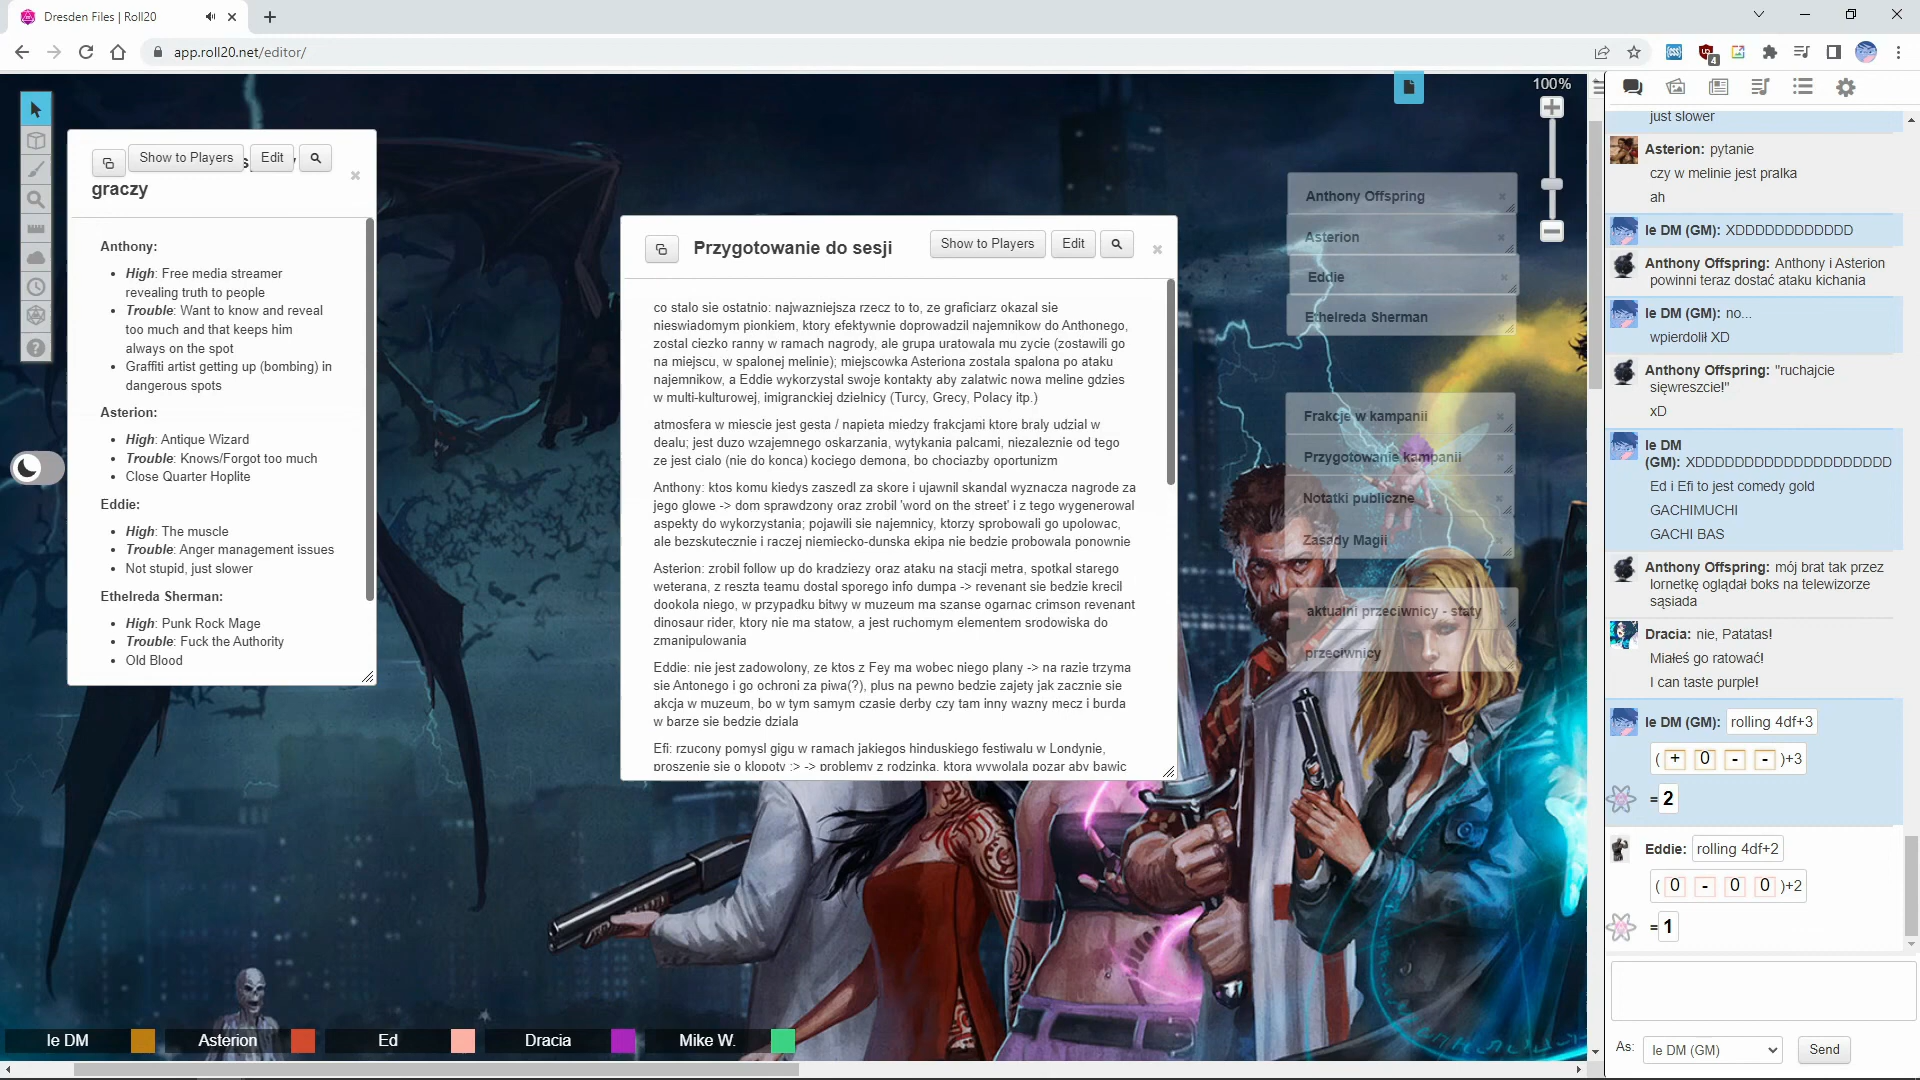 Dresden Files | Roll20
app.roll20.net/editor/
4
100%
Show to Players
Edit
graczy
Anthony:
High: Free media streamer
revealing truth to people
Trouble: Want to know and reveal
too much and that keeps him
always on the spot
Graffiti artist getting up (bombing) in
dangerous spots
Asterion:
High: Antique Wizard
Trouble: Knows/Forgot too much
Close Quarter Hoplite
Eddie:
High: The muscle
Trouble: Anger management issues
Not stupid, just slower
Ethelreda Sherman:
High: Punk Rock Mage
Trouble: Fuck the Authority
Old Blood
Przygotowanie do sesji
Show to Players
Edit
co stalo sie ostatnio: najwazniejsza rzecz to to, ze graficiarz okazal sie
nieswiadomym pionkiem, ktory efektywnie doprowadzil najemnikow do Anthonego,
zostal ciezko ranny w ramach nagrody, ale grupa uratowala mu zycie (zostawili go
na miejscu, w spalonej melinie); miejscowka Asteriona zostala spalona po ataku
najemnikow, a Eddie wykorzystal swoje kontakty aby zalatwic nowa meline gdzies
w multi-kulturowej, imigranckiej dzielnicy (Turcy, Grecy, Polacy itp.)
atmosfera w miescie jest gesta / napieta miedzy frakcjami ktore braly udzial w
dealu; jest duzo wzajemnego oskarzania, wytykania palcami, niezaleznie od tego
ze jest cialo (nie do konca) kociego demona, bo chociazby oportunizm
Anthony: ktos komu kiedys zaszedl za skore i ujawnil skandal wyznacza nagrode za
jego glowe -> dom sprawdzony oraz zrobil 'word on the street' i z tego wygenerowal
aspekty do wykorzystania; pojawili sie najemnicy, ktorzy sprobowali go upolowac,
ale bezskutecznie i raczej niemiecko-dunska ekipa nie bedzie probowala ponownie
Asterion: zrobil follow up do kradziezy oraz ataku na stacji metra, spotkal starego
weterana, z reszta teamu dostal sporego info dumpa -> revenant sie bedzie krecil
dookola niego, w przypadku bitwy w muzeum ma szanse ogarnac crimson revenant
dinosaur rider, ktory nie ma statow, a jest ruchomym elementem srodowiska do
zmanipulowania
Eddie: nie jest zadowolony, ze ktos z Fey ma wobec niego plany -> na razie trzyma
sie Antonego i go ochroni za piwa(?), plus na pewno bedzie zajety jak zacznie sie
akcja w muzeum, bo w tym samym czasie derby czy tam inny wazny mecz i burda
w barze sie bedzie dziala
Efi: rzucony pomysl gigu w ramach jakiegos hinduskiego festiwalu w Londynie,
proszenie sie o klopoty :> -> problemy z rodzinka, ktora wywolala pozar aby bawic
Anthony Offspring
Asterion
Eddie
Ethelreda Sherman
Frakcje w kampanii
Przygotowanie kampanii
Notatki publiczne
Zasady Magii
aktualni przeciwnicy - staty
przeciwnicy
just slower
Asterion: pytanie
czy w melinie jest pralka
ah
le DM (GM): XDDDDDDDDDDDD
Anthony Offspring: Anthony i Asterion
powinni teraz dostać ataku kichania
le DM (GM): no...
wpierdolił XD
Anthony Offspring: "ruchajcie
sięwreszcie!"
xD
le DM
(GM): XDDDDDDDDDDDDDDDDDDDD
Ed i Efi to jest comedy gold
GACHIMUCHI
GACHI BAS
Anthony Offspring: mój brat tak przez
lornetkę oglądał boks na telewizorze
sąsiada
Dracia: nie, Patatas!
Miałeś go ratować!
I can taste purple!
le DM (GM): rolling 4df+3
( + 0 - - )+3
= 2
Eddie: rolling 4df+2
( 0 - 0 0 )+2
= 1
As: le DM (GM) Send
le DM
Asterion
Ed
Dracia
Mike W.